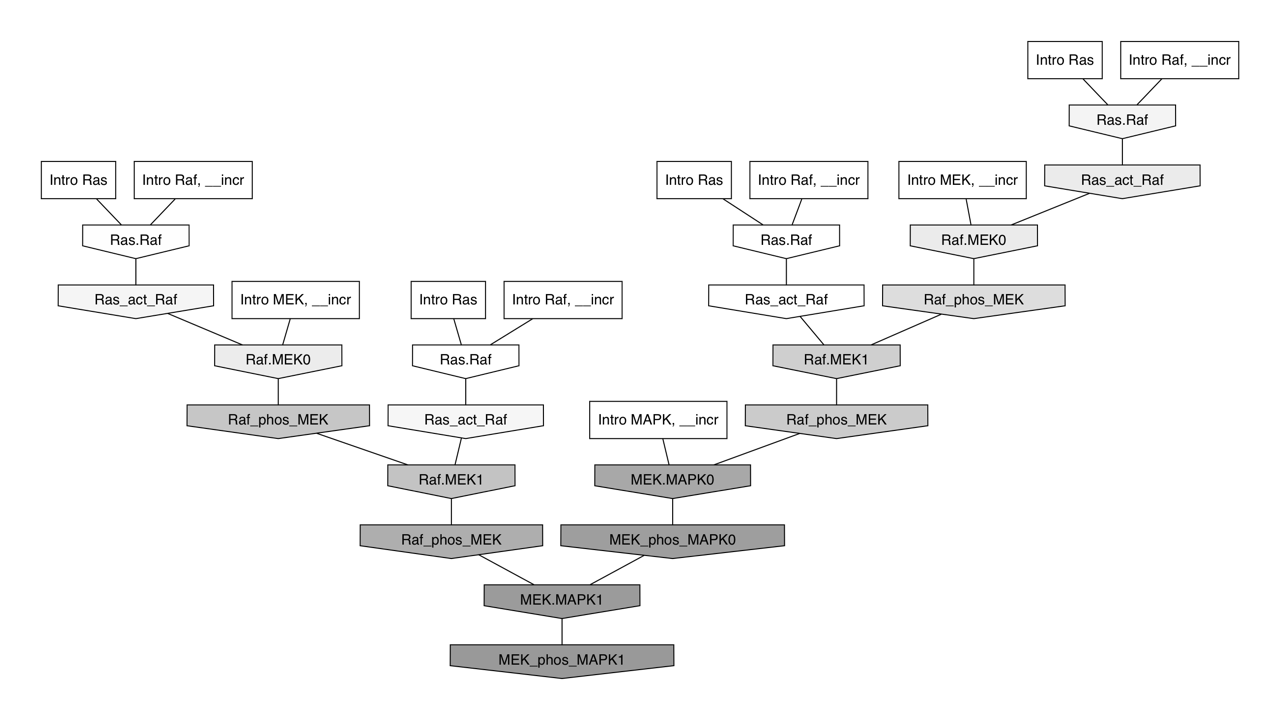 Intro Ras
Intro Raf, __incr
Ras.Raf
Intro Ras
Intro Raf, __incr
Intro Ras
Intro Raf, __incr
Intro MEK, __incr
Ras_act_Raf
Ras.Raf
Ras.Raf
Raf.MEK0
Ras_act_Raf
Intro MEK, __incr
Intro Ras
Intro Raf, __incr
Ras_act_Raf
Raf_phos_MEK
Raf.MEK0
Ras.Raf
Raf.MEK1
Raf_phos_MEK
Ras_act_Raf
Intro MAPK, __incr
Raf_phos_MEK
Raf.MEK1
MEK.MAPK0
Raf_phos_MEK
MEK_phos_MAPK0
MEK.MAPK1
MEK_phos_MAPK1